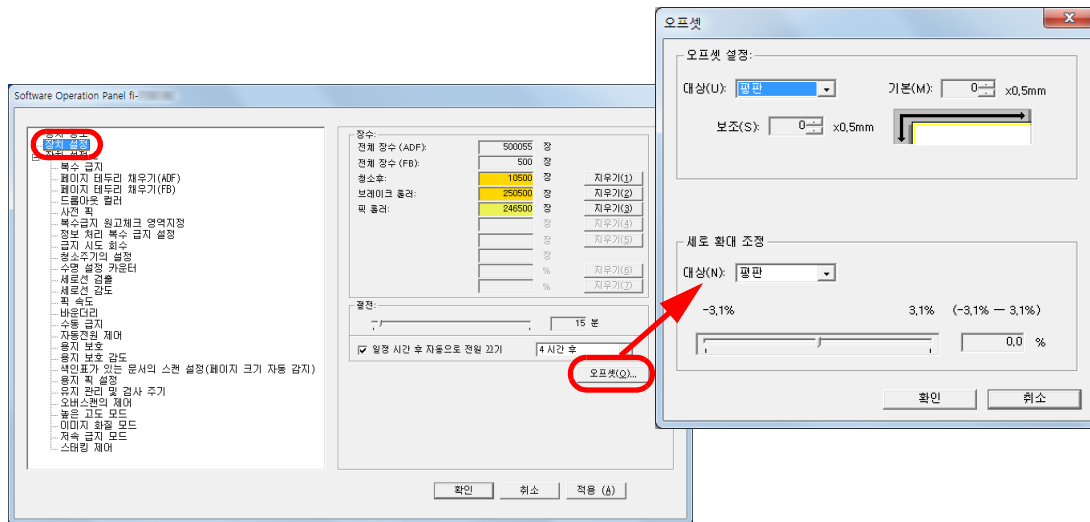 Software Operation Panel fi-
장치 설정
복수 급지
페이지 테두리 채우기(ADF)
페이지 테두리 채우기(FB)
드롭아웃 컬러
사전 픽
복수급지 원고체크 영역지정
정보 처리 복수 급지 설정
급지 시도 회수
청소주기의 설정
수명 설정 카운터
세로선 검출
세로선 감도
픽 속도
바운더리
수동 급지
자동전원 제어
용지 보호
용지 보호 감도
색인표가 있는 문서의 스캔 설정(페이지 크기 자동 감지)
용지 픽 설정
유지 관리 및 검사 주기
오버스캔의 제어
높은 고도 모드
이미지 화질 모드
저속 급지 모드
스태킹 제어
장수:
전체 장수 (ADF): 500055 장
전체 장수 (FB): 500 장
청소후: 10500 장 지우기(1)
브레이크 롤러: 250500 장 지우기(2)
픽 롤러: 246500 장 지우기(3)
장 지우기(4)
장 지우기(5)
장
% 지우기(6)
% 지우기(7)
절전:
15 분
일정 시간 후 자동으로 전원 끄기 4 시간 후
오프셋(O)...
확인 취소 적용 (A)
오프셋
오프셋 설정:
대상(U): 평판 기본(M): 0 x0,5mm
보조(S): 0 x0,5mm
세로 확대 조정
대상(N): 평판
-3,1% 3,1% (-3,1% — 3,1%)
0,0 %
확인 취소